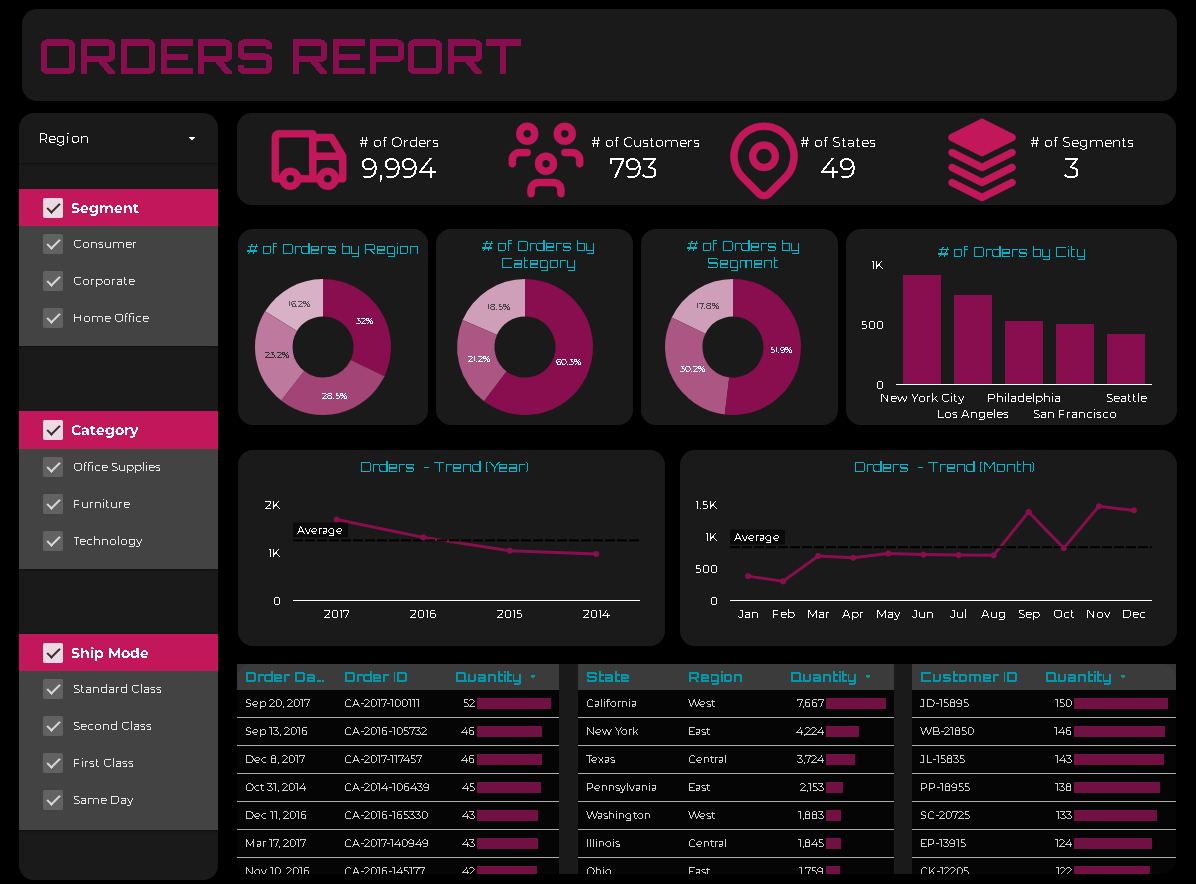 ORDERS REPORT
Region
Segment
Consumer
Corporate
Home Office
Category
Office Supplies
Furniture
Technology
Ship Mode
Standard Class
Second Class
First Class
Same Day
# of Orders
9,994
# of Customers
793
# of States
49
# of Segments
3
# of Orders by Region
16.2%
32%
23.2%
28.5%
# of Orders by
Category
18.5%
21.2%
60.3%
# of Orders by
Segment
17.8%
51.9%
30.2%
# of Orders by City
1K
500
0
New York City Philadelphia Seattle
Los Angeles San Francisco
Orders - Trend (Year)
2K
Average
1K
0
2017 2016 2015 2014
Orders - Trend (Month)
1.5K
1K Average
500
0
Jan Feb Mar Apr May Jun Jul Aug Sep Oct Nov Dec
Order Da... Order ID Quantity
Sep 20, 2017 CA-2017-100111 52
Sep 13, 2016 CA-2016-105732 46
Dec 8, 2017 CA-2017-117457 46
Oct 31, 2014 CA-2014-106439 45
Dec 11, 2016 CA-2016-165330 43
Mar 17, 2017 CA-2017-140949 43
Nov 10, 2016 CA-2016-145177 42
State Region Quantity
California West 7,667
New York East 4,224
Texas Central 3,724
Pennsylvania East 2,153
Washington West 1,883
Illinois Central 1,845
Ohio East 1,759
Customer ID Quantity
JD-15895 150
WB-21850 146
JL-15835 143
PP-18955 138
SC-20725 133
EP-13915 124
CK-12205 122